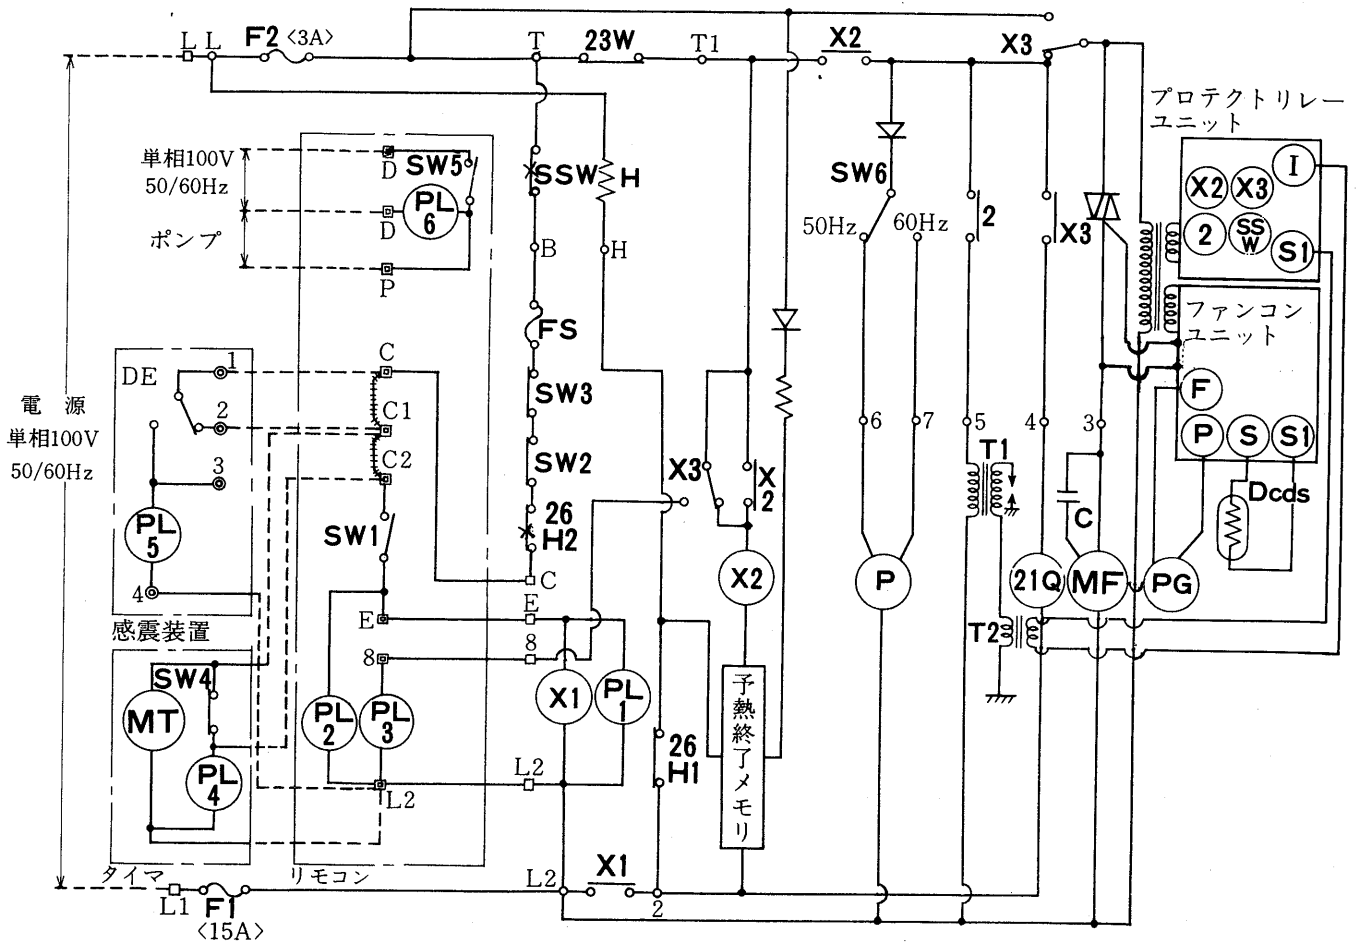 L L F2 <3A> T 23W T1 X2 X3
プロテクトリレー
ユニット
単相100V
50/60Hz
ポンプ
D
SW5
PL
6
D
P
SSW
H
B
H
FS
SW3
SW2
26
H2
C
SW6
50Hz 60Hz
2
X3
I
X2 X3
2
SS
W
S1
ファンコン
ユニット
F
P S S1
Dcds
電源
単相100V
50/60Hz
DE
1
2
3
PL
5
4
感震装置
C
C1
C2
SW1
E
8
PL
2
PL
3
L2
リモコン
SW4
MT
PL
4
タイマ
E
8
X1
PL
1
L2
26
H1
X3
X
2
X2
予熱終了メモリ
6 7 5 4 3
T1
C
P
21Q
MF
PG
T2
L1
F1
<15A>
L2
X1
2